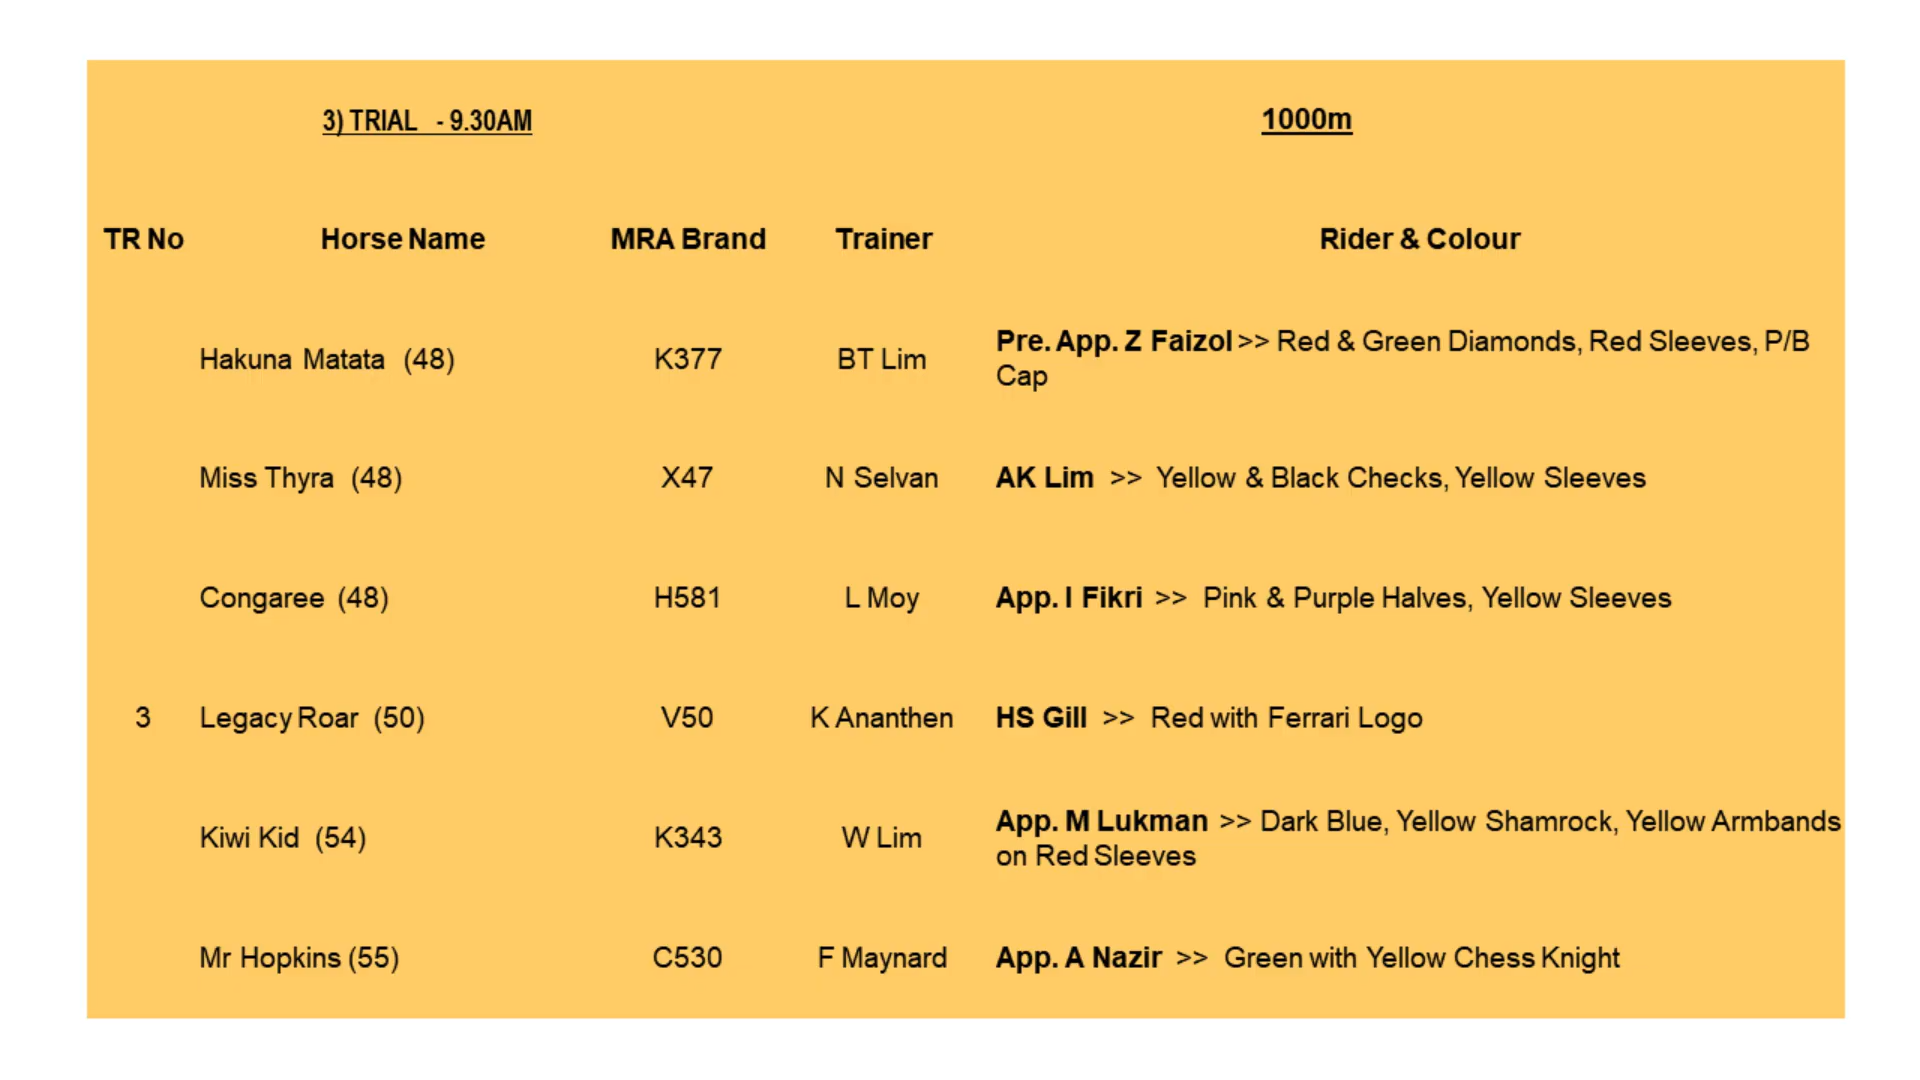 3) TRIAL - 9.30AM 1000m
TR No Horse Name MRA Brand Trainer Rider & Colour
Hakuna Matata (48) K377 BT Lim Pre. App. Z Faizol >> Red & Green Diamonds, Red Sleeves, P/B
Cap
Miss Thyra (48) X47 N Selvan AK Lim >> Yellow & Black Checks, Yellow Sleeves
Congaree (48) H581 L Moy App. I Fikri >> Pink & Purple Halves, Yellow Sleeves
3 Legacy Roar (50) V50 K Ananthen HS Gill >> Red with Ferrari Logo
Kiwi Kid (54) K343 W Lim App. M Lukman >> Dark Blue, Yellow Shamrock, Yellow Armbands
on Red Sleeves
Mr Hopkins (55) C530 F Maynard App. A Nazir >> Green with Yellow Chess Knight